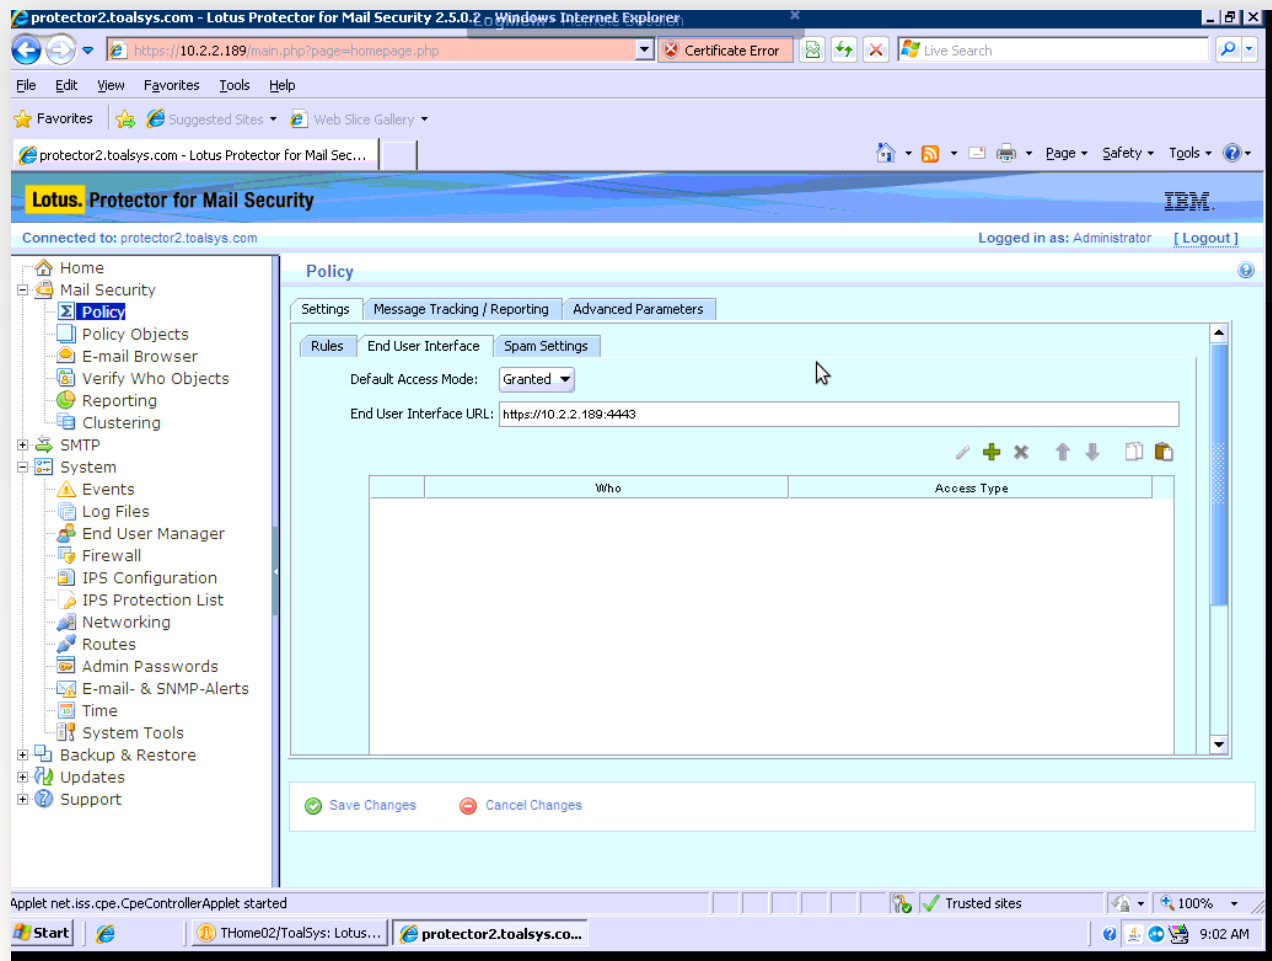 protector2.toalsys.com - Lotus Protector for Mail Security 2.5.0.2 - Windows Internet Explorer
https://10.2.2.189/main.php?page=homepage.php
Certificate Error
Live Search
File Edit View Favorites Tools Help
Favorites Suggested Sites Web Slice Gallery
protector2.toalsys.com - Lotus Protector for Mail Sec...
Page Safety Tools
Lotus. Protector for Mail Security
IBM.
Connected to: protector2.toalsys.com
Logged in as: Administrator [ Logout ]
Home
Mail Security
Policy
Policy Objects
E-mail Browser
Verify Who Objects
Reporting
Clustering
SMTP
System
Events
Log Files
End User Manager
Firewall
IPS Configuration
IPS Protection List
Networking
Routes
Admin Passwords
E-mail- & SNMP-Alerts
Time
System Tools
Backup & Restore
Updates
Support
Policy
Settings Message Tracking / Reporting Advanced Parameters
Rules End User Interface Spam Settings
Default Access Mode: Granted
End User Interface URL: https://10.2.2.189:4443
Who Access Type
Save Changes Cancel Changes
Applet net.iss.cpe.CpeControllerApplet started
Trusted sites
100%
Start
THome02/ToalSys: Lotus...
protector2.toalsys.co...
9:02 AM